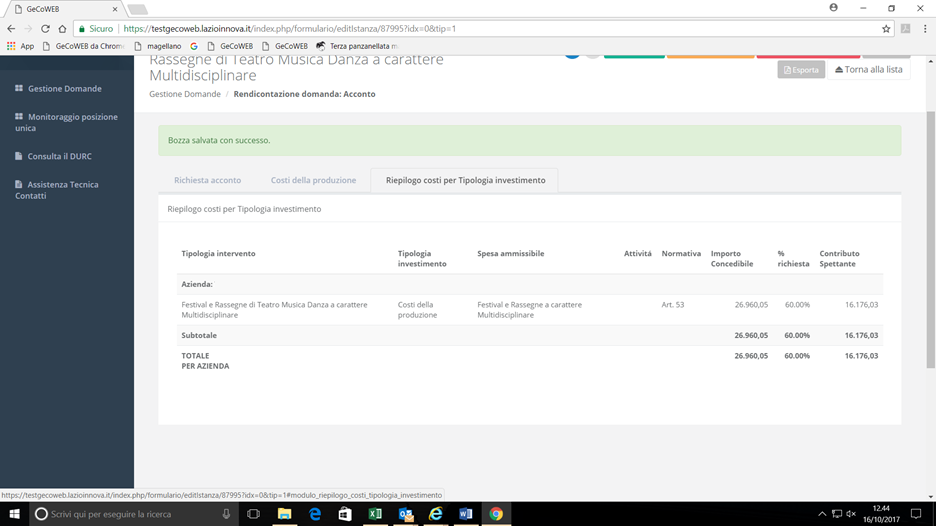 GeCoWEB
Sicuro https://testgecoweb.lazioinnova.it/index.php/formulario/editIstanza/87995?idx=0&tip=1
App GeCoWEB da Chrome magellano GeCoWEB GeCoWEB Terza panzanellata m
Rassegne di Teatro Musica Danza a carattere
Multidisciplinare
Esporta Torna alla lista
Gestione Domande / Rendicontazione domanda: Acconto
Gestione Domande
Monitoraggio posizione
unica
Consulta il DURC
Assistenza Tecnica
Contatti
Bozza salvata con successo.
Richiesta acconto Costi della produzione Riepilogo costi per Tipologia investimento
Riepilogo costi per Tipologia investimento
Tipologia intervento Tipologia investimento Spesa ammissibile Attività Normativa Importo Concedibile % richiesta Contributo Spettante
Azienda:
Festival e Rassegne di Teatro Musica Danza a carattere Multidisciplinare Costi della produzione Festival e Rassegne a carattere Multidisciplinare Art. 53 26.960,05 60.00% 16.176,03
Subtotale 26.960,05 60.00% 16.176,03
TOTALE 26.960,05 60.00% 16.176,03
PER AZIENDA
https://testgecoweb.lazioinnova.it/index.php/formulario/editIstanza/87995?idx=0&tip=1#modulo_riepilogo_costi_tipologia_investimento
Scrivi qui per eseguire la ricerca
12.44
16/10/2017